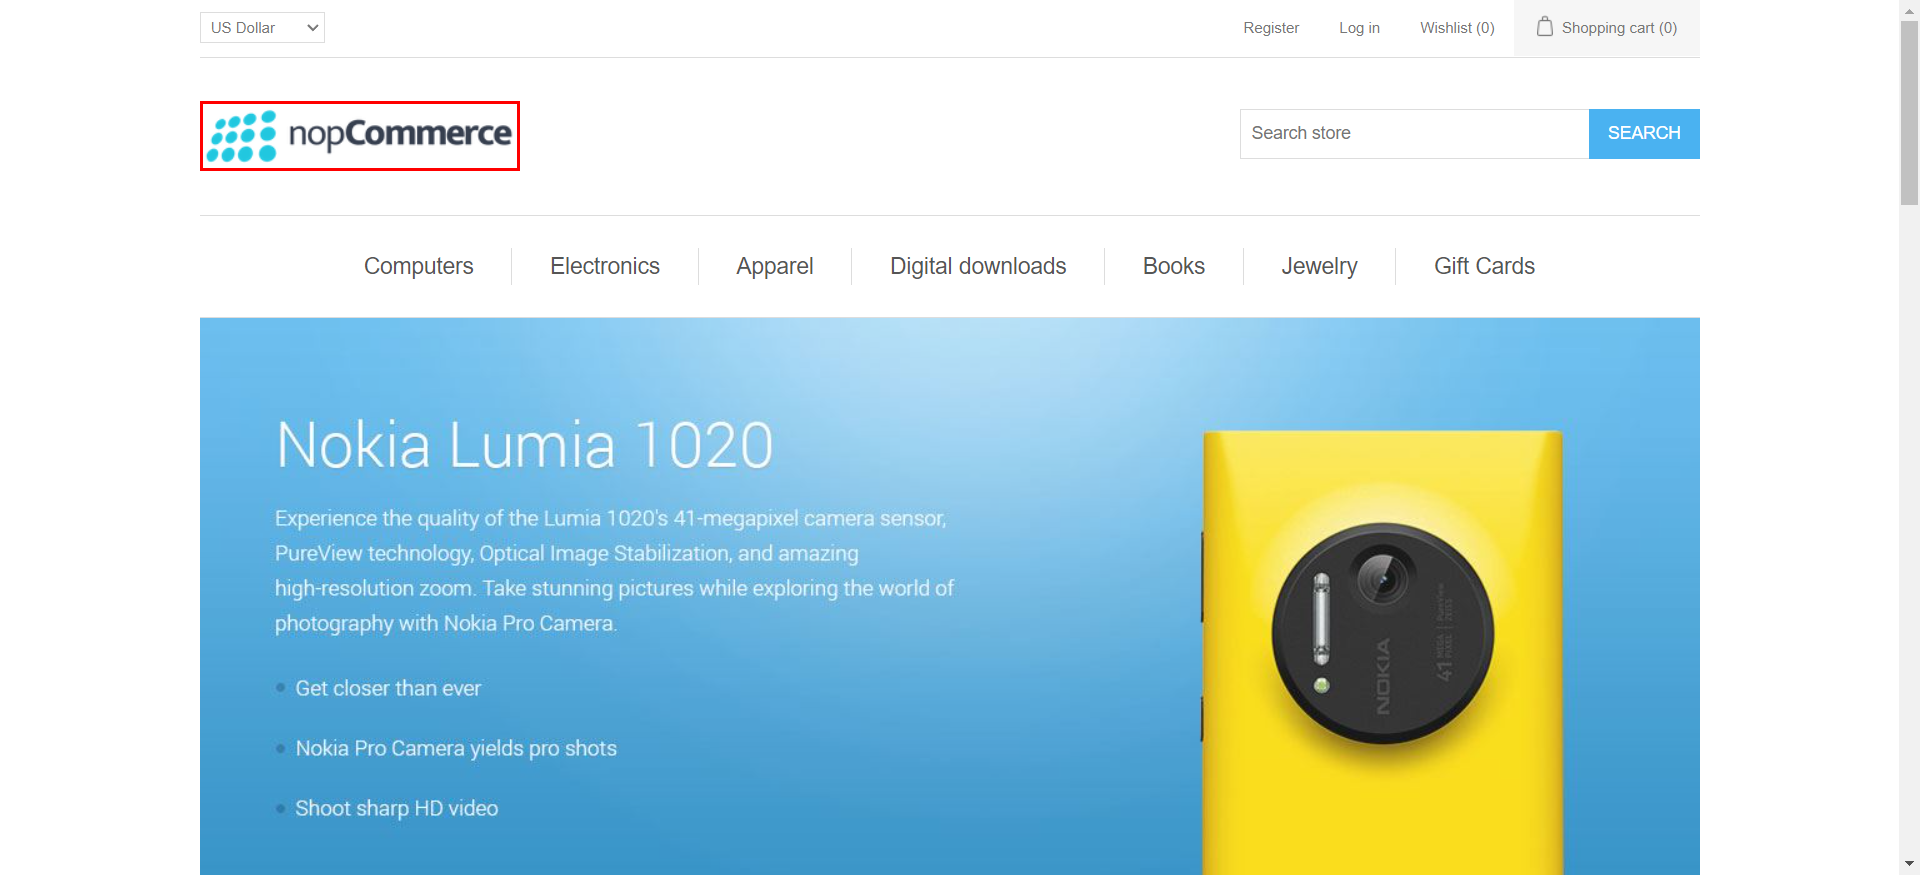 US Dollar
Register
Log in
Wishlist (0)
Shopping cart (0)
nopCommerce
Search store
SEARCH
Computers
Electronics
Apparel
Digital downloads
Books
Jewelry
Gift Cards
Nokia Lumia 1020
Experience the quality of the Lumia 1020's 41-megapixel camera sensor,
PureView technology, Optical Image Stabilization, and amazing
high-resolution zoom. Take stunning pictures while exploring the world of
photography with Nokia Pro Camera.
Get closer than ever
Nokia Pro Camera yields pro shots
Shoot sharp HD video
NOKIA
41 MEGA PIXEL | PureView ZEISS